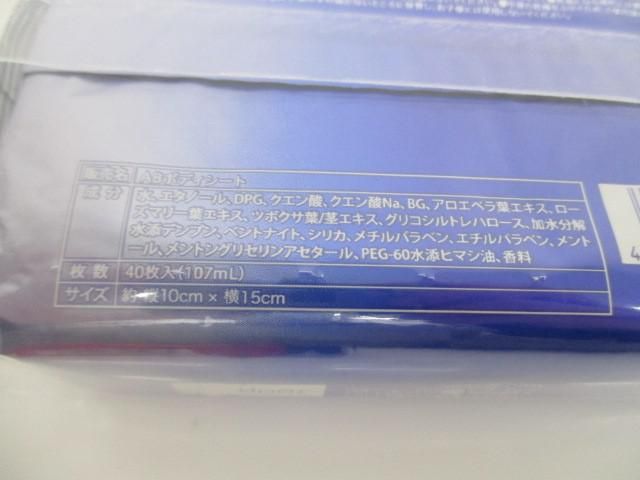 販売名 ABボディシート
成分 水、エタノール、DPG、クエン酸、クエン酸Na、BG、アロエベラ葉エキス、ロー
ズマリー葉エキス、ツボクサ葉/茎エキス、グリコシルトレハロース、加水分解
水添デンプン、ベントナイト、シリカ、メチルパラベン、エチルパラベン、メント
ール、メントングリセリンアセタール、PEG-60水添ヒマシ油、香料
枚数 40枚入(107mL)
サイズ 約 縦10cm×横15cm
4